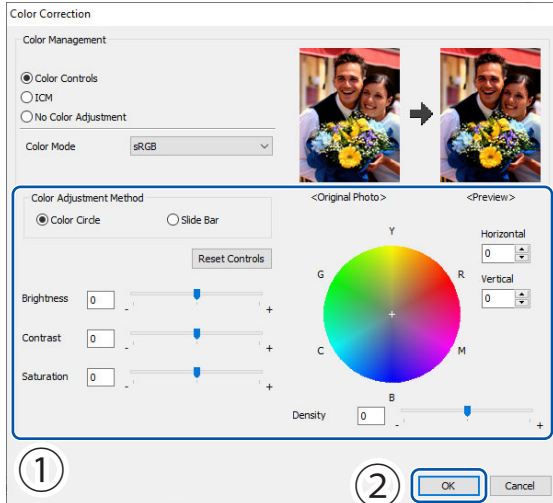 Color Correction
Color Management
Color Controls
ICM
No Color Adjustment
Color Mode sRGB
Color Adjustment Method
Color Circle Slide Bar
Reset Controls
Brightness 0 - +
Contrast 0 - +
Saturation 0 - +
<Original Photo> <Preview>
Y
G R
C M
B
Horizontal
0
Vertical
0
Density 0 - +
1
2
OK Cancel